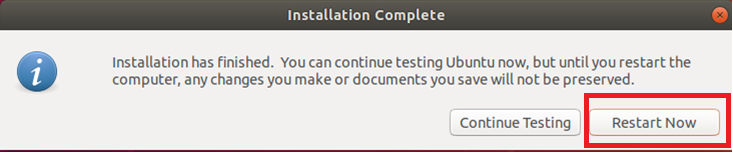 Installation Complete
Installation has finished.  You can continue testing Ubuntu now, but until you restart the
computer, any changes you make or documents you save will not be preserved.
Continue Testing
Restart Now